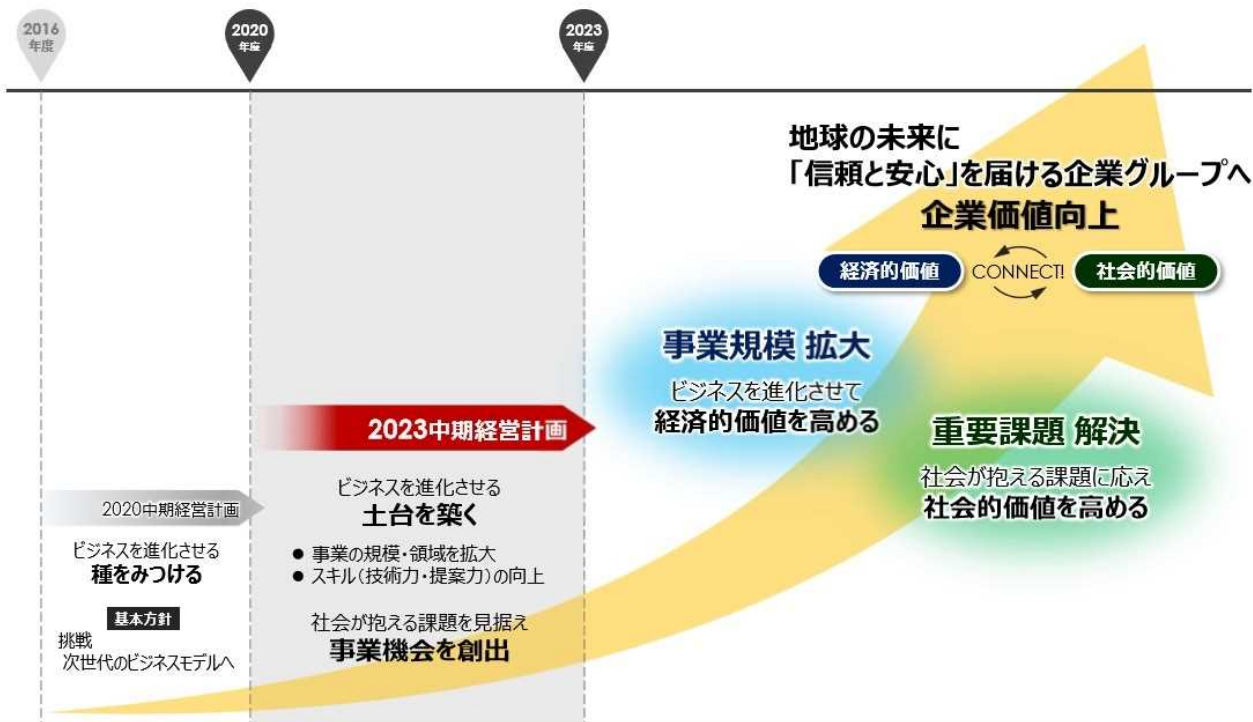 2016
年度
2020
年度
2023
年度
地球の未来に
「信頼と安心」を届ける企業グループへ
企業価値向上
経済的価値 CONNECT! 社会的価値
事業規模 拡大
ビジネスを進化させて
経済的価値を高める
重要課題 解決
社会が抱える課題に応え
社会的価値を高める
2023中期経営計画
ビジネスを進化させる
土台を築く
● 事業の規模・領域を拡大
● スキル(技術力・提案力)の向上
社会が抱える課題を見据え
事業機会を創出
2020中期経営計画
ビジネスを進化させる
種をみつける
基本方針
挑戦
次世代のビジネスモデルへ